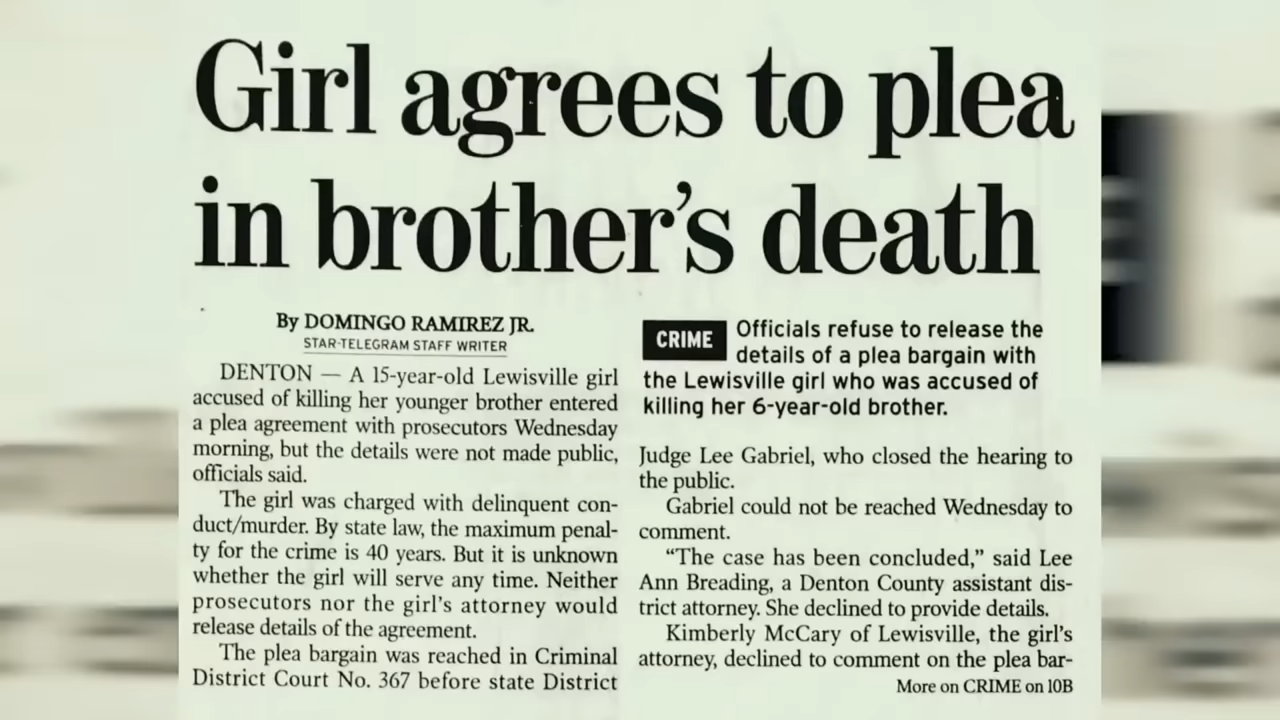 Girl agrees to plea
in brother's death
By DOMINGO RAMIREZ JR.
STAR-TELEGRAM STAFF WRITER
DENTON — A 15-year-old Lewisville girl
accused of killing her younger brother entered
a plea agreement with prosecutors Wednesday
morning, but the details were not made public,
officials said.
The girl was charged with delinquent con-
duct/murder. By state law, the maximum penal-
ty for the crime is 40 years. But it is unknown
whether the girl will serve any time. Neither
prosecutors nor the girl's attorney would
release details of the agreement.
The plea bargain was reached in Criminal
District Court No. 367 before state District
CRIME Officials refuse to release the
details of a plea bargain with
the Lewisville girl who was accused of
killing her 6-year-old brother.
Judge Lee Gabriel, who closed the hearing to
the public.
Gabriel could not be reached Wednesday to
comment.
“The case has been concluded,” said Lee
Ann Breading, a Denton County assistant dis-
trict attorney. She declined to provide details.
Kimberly McCary of Lewisville, the girl's
attorney, declined to comment on the plea bar-
More on CRIME on 10B